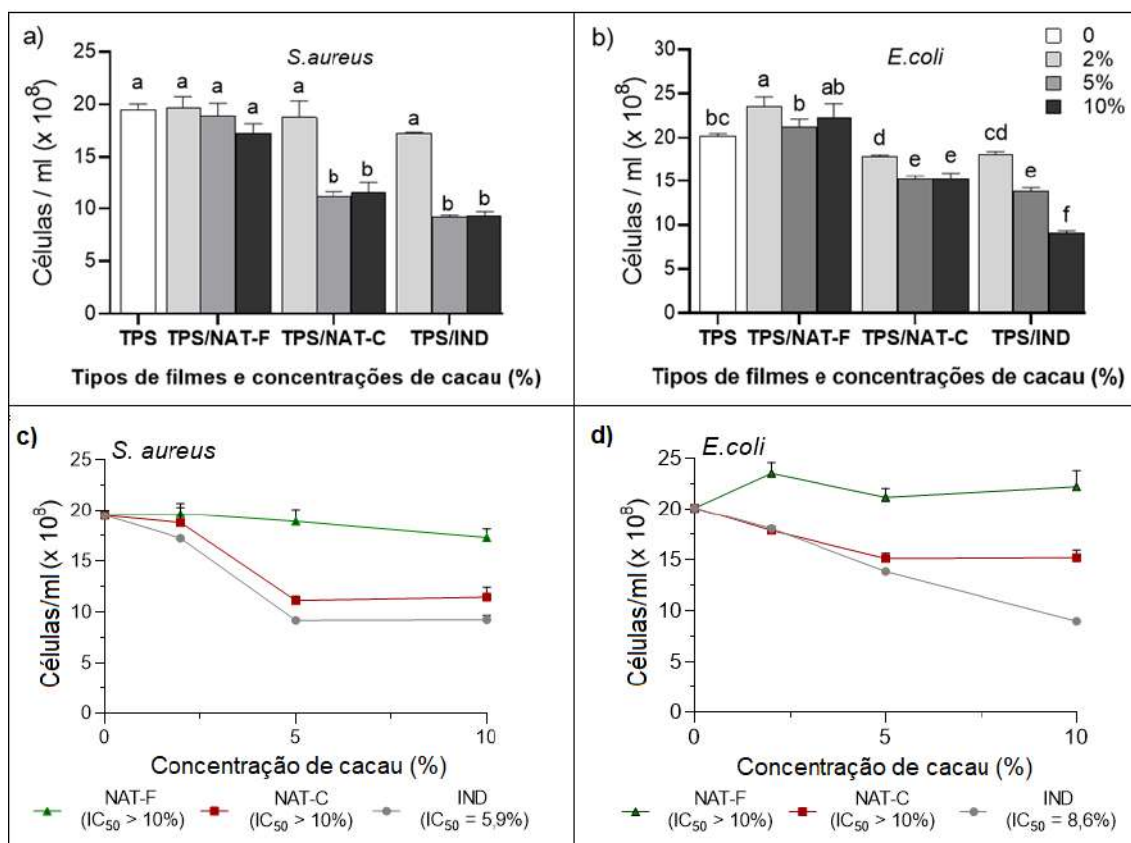 a)
S.aureus
Células / ml (x 10⁸)
25
20
15
10
5
0
a
a
a
a
a
b
b
a
b
b
TPS
TPS/NAT-F
TPS/NAT-C
TPS/IND
Tipos de filmes e concentrações de cacau (%)
b)
E.coli
0
2%
5%
10%
Células / ml (x 10⁸)
30
25
20
15
10
5
0
bc
a
b
ab
d
e
e
cd
e
f
TPS
TPS/NAT-F
TPS/NAT-C
TPS/IND
Tipos de filmes e concentrações de cacau (%)
c)
S. aureus
Células/ml (x 10⁸)
25
20
15
10
5
0
0
5
10
Concentração de cacau (%)
NAT-F
(IC₅₀ > 10%)
NAT-C
(IC₅₀ > 10%)
IND
(IC₅₀ = 5,9%)
d)
E.coli
Células/ml (x 10⁸)
25
20
15
10
5
0
0
5
10
Concentração de cacau (%)
NAT-F
(IC₅₀ > 10%)
NAT-C
(IC₅₀ > 10%)
IND
(IC₅₀ = 8,6%)